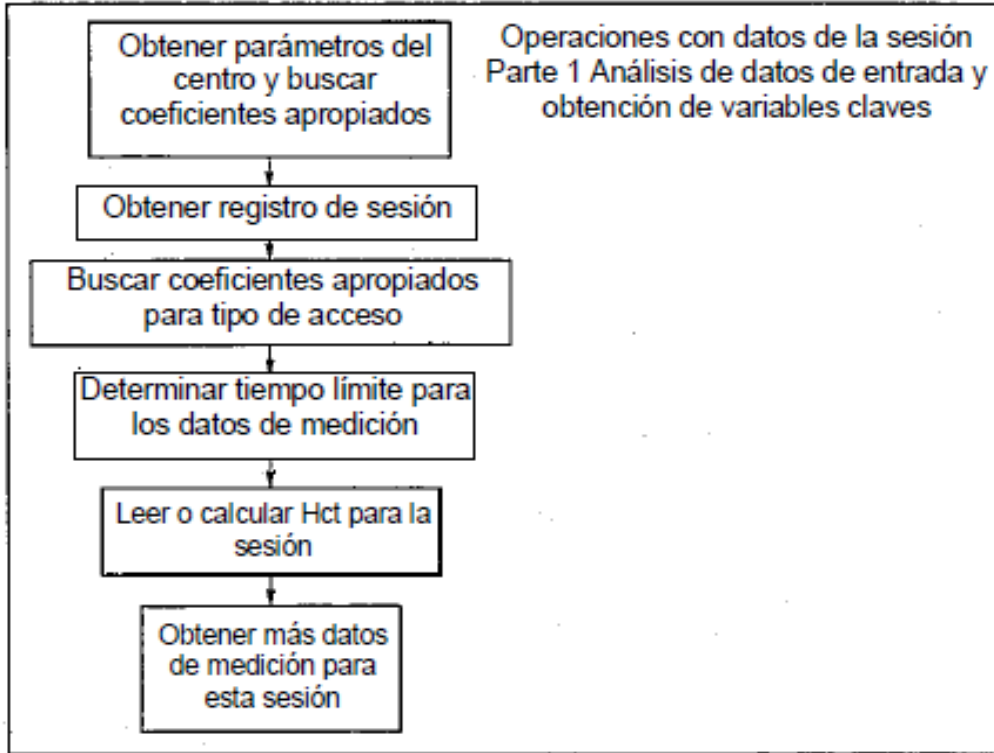 Obtener parámetros del
centro y buscar
coeficientes apropiados
Operaciones con datos de la sesión
Parte 1 Análisis de datos de entrada y
obtención de variables claves
Obtener registro de sesión
Buscar coeficientes apropiados
para tipo de acceso
Determinar tiempo límite para
los datos de medición
Leer o calcular Hct para la
sesión
Obtener más datos
de medición para
esta sesión